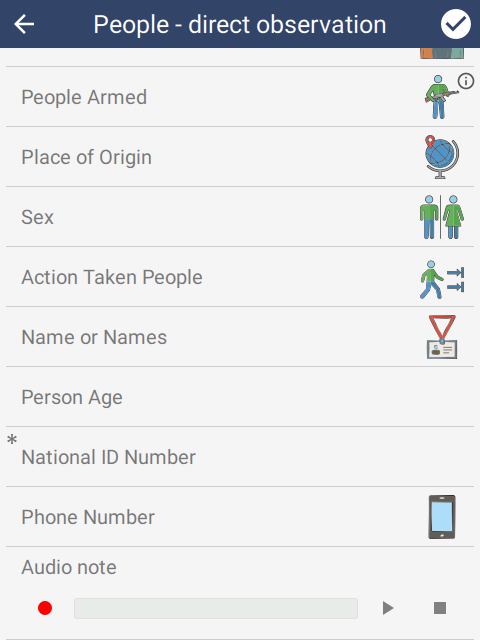 People - direct observation
People Armed
Place of Origin
Sex
Action Taken People
Name or Names
Person Age
*
National ID Number
Phone Number
Audio note